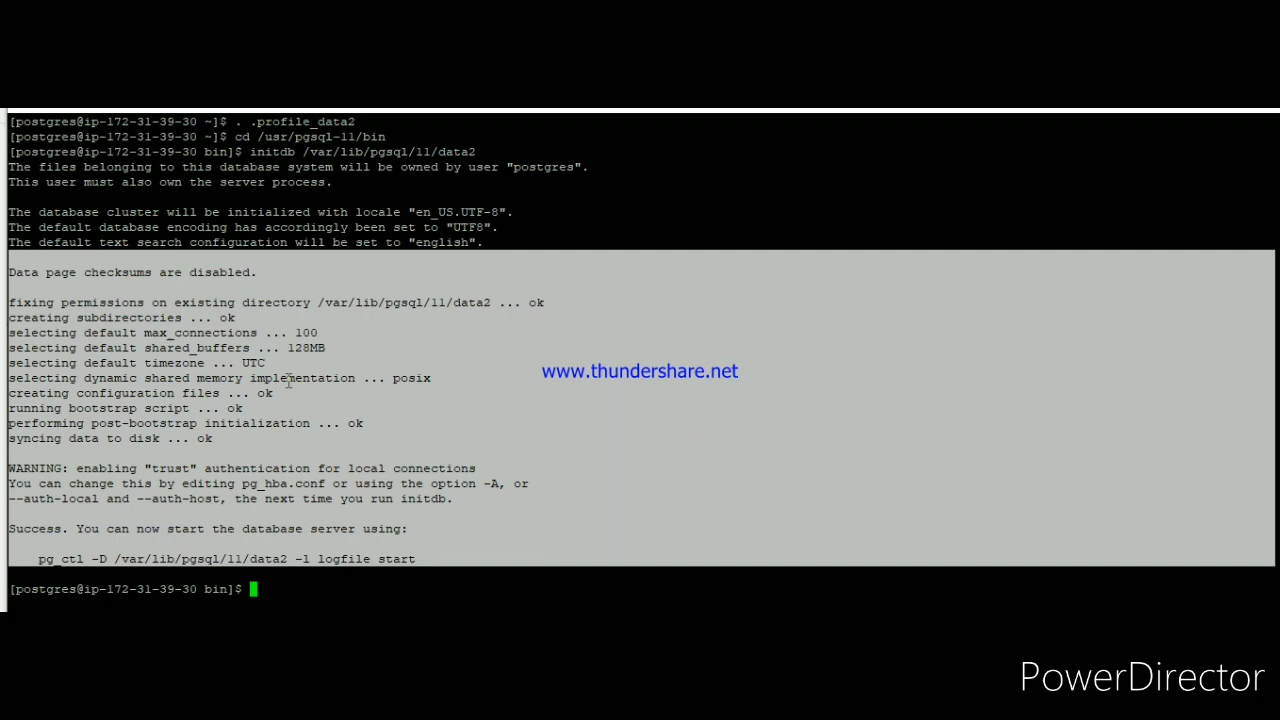 [postgres@ip-172-31-39-30 ~]$ . .profile_data2
[postgres@ip-172-31-39-30 ~]$ cd /usr/pgsql-11/bin
[postgres@ip-172-31-39-30 bin]$ initdb /var/lib/pgsql/11/data2
The files belonging to this database system will be owned by user "postgres".
This user must also own the server process.
The database cluster will be initialized with locale "en_US.UTF-8".
The default database encoding has accordingly been set to "UTF8".
The default text search configuration will be set to "english".
Data page checksums are disabled.
fixing permissions on existing directory /var/lib/pgsql/11/data2 ... ok
creating subdirectories ... ok
selecting default max_connections ... 100
selecting default shared_buffers ... 128MB
selecting default timezone ... UTC
www.thundershare.net
selecting dynamic shared memory implementation ... posix
creating configuration files ... ok
running bootstrap script ... ok
performing post-bootstrap initialization ... ok
syncing data to disk ... ok
WARNING: enabling "trust" authentication for local connections
You can change this by editing pg_hba.conf or using the option -A, or
--auth-local and --auth-host, the next time you run initdb.
Success. You can now start the database server using:
pg_ctl -D /var/lib/pgsql/11/data2 -l logfile start
[postgres@ip-172-31-39-30 bin]$
PowerDirector